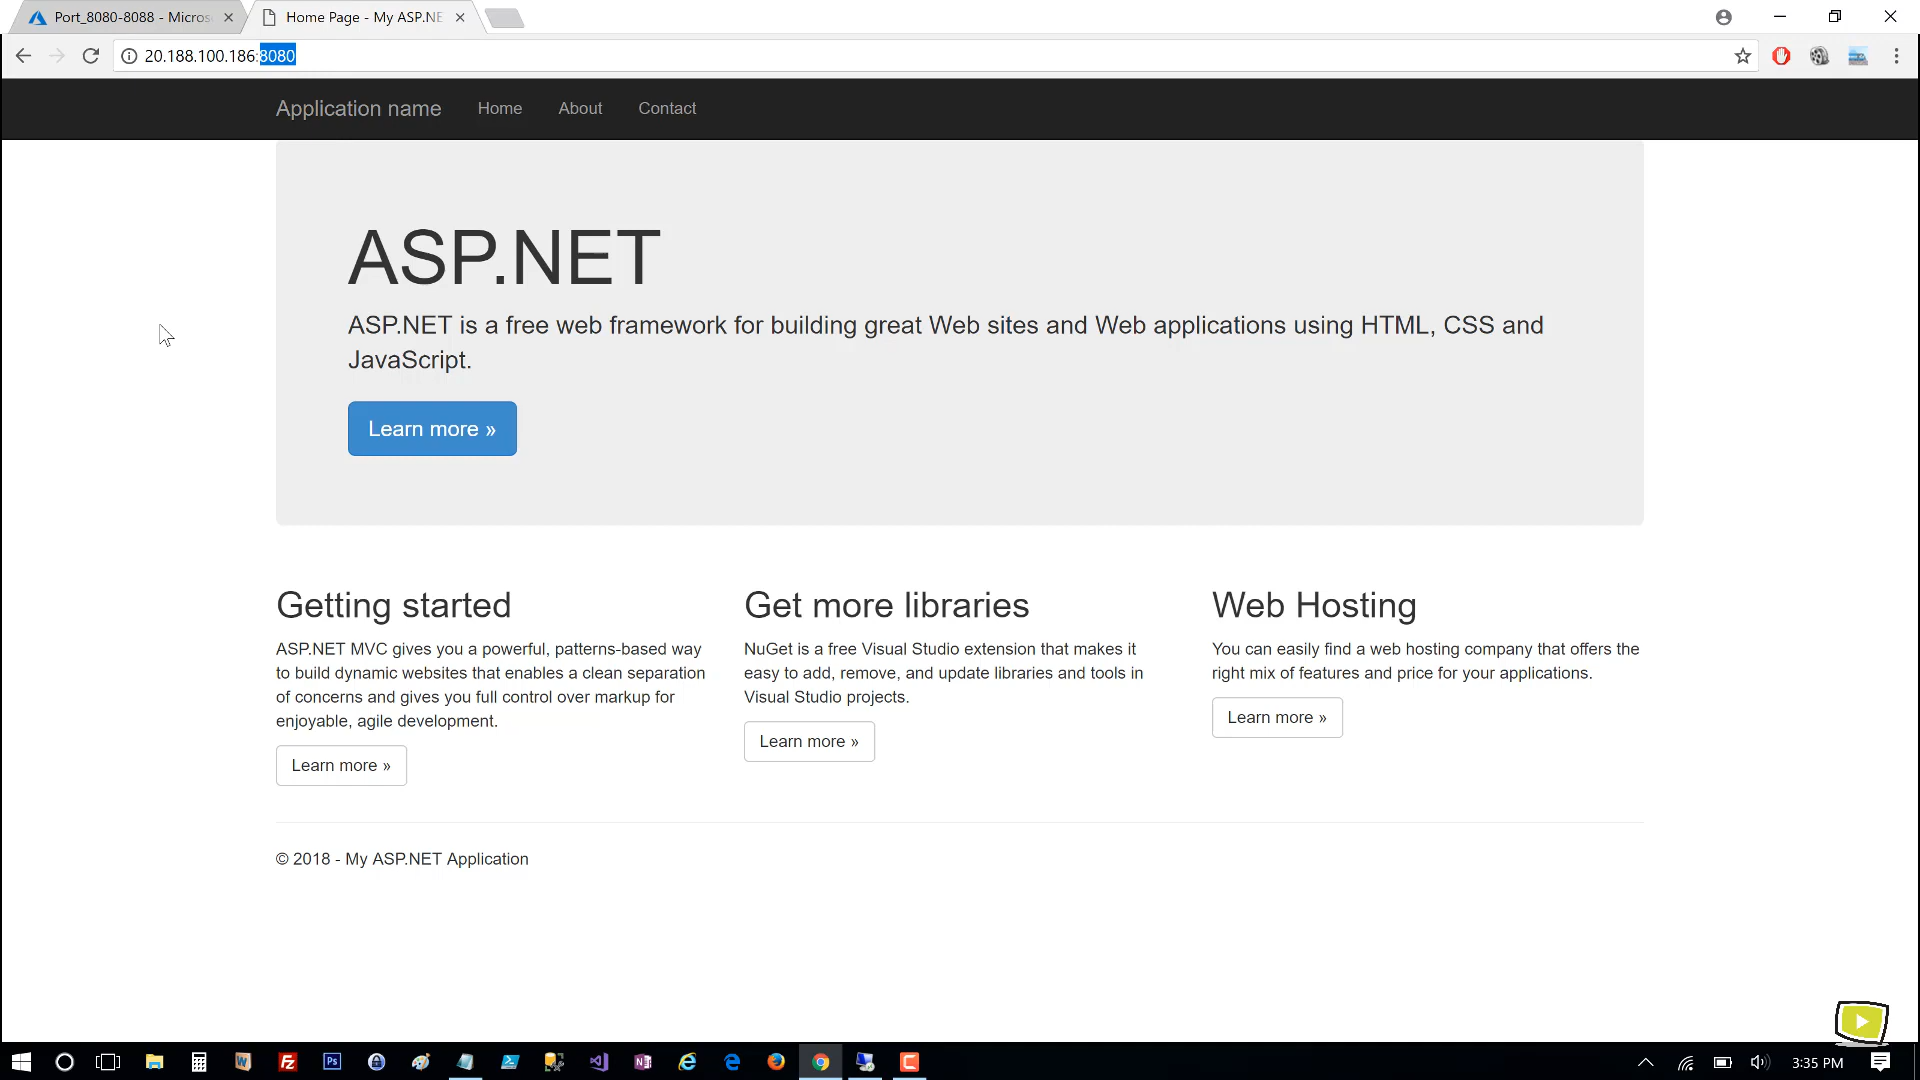 Port_8080-8088 - Micros
Home Page - My ASP.NE
20.188.100.186:8080
Application name
Home
About
Contact
ASP.NET
ASP.NET is a free web framework for building great Web sites and Web applications using HTML, CSS and
JavaScript.
Learn more »
Getting started
ASP.NET MVC gives you a powerful, patterns-based way
to build dynamic websites that enables a clean separation
of concerns and gives you full control over markup for
enjoyable, agile development.
Learn more »
Get more libraries
NuGet is a free Visual Studio extension that makes it
easy to add, remove, and update libraries and tools in
Visual Studio projects.
Learn more »
Web Hosting
You can easily find a web hosting company that offers the
right mix of features and price for your applications.
Learn more »
© 2018 - My ASP.NET Application
3:35 PM